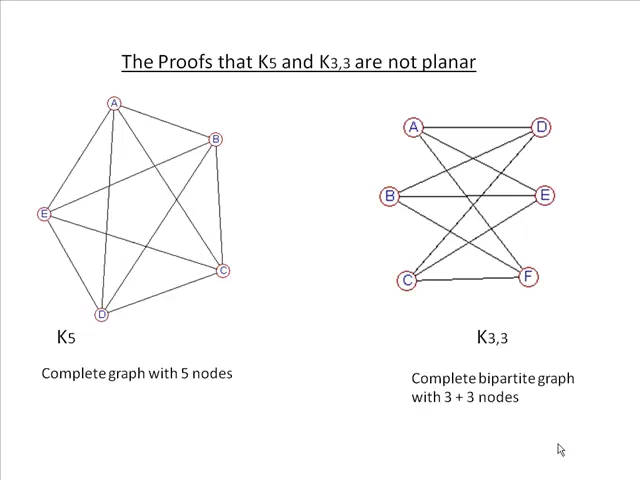 The Proofs that K5 and K3,3 are not planar
A
B
E
C
D
A
D
B
E
C
F
K5
K3,3
Complete graph with 5 nodes
Complete bipartite graph
with 3 + 3 nodes